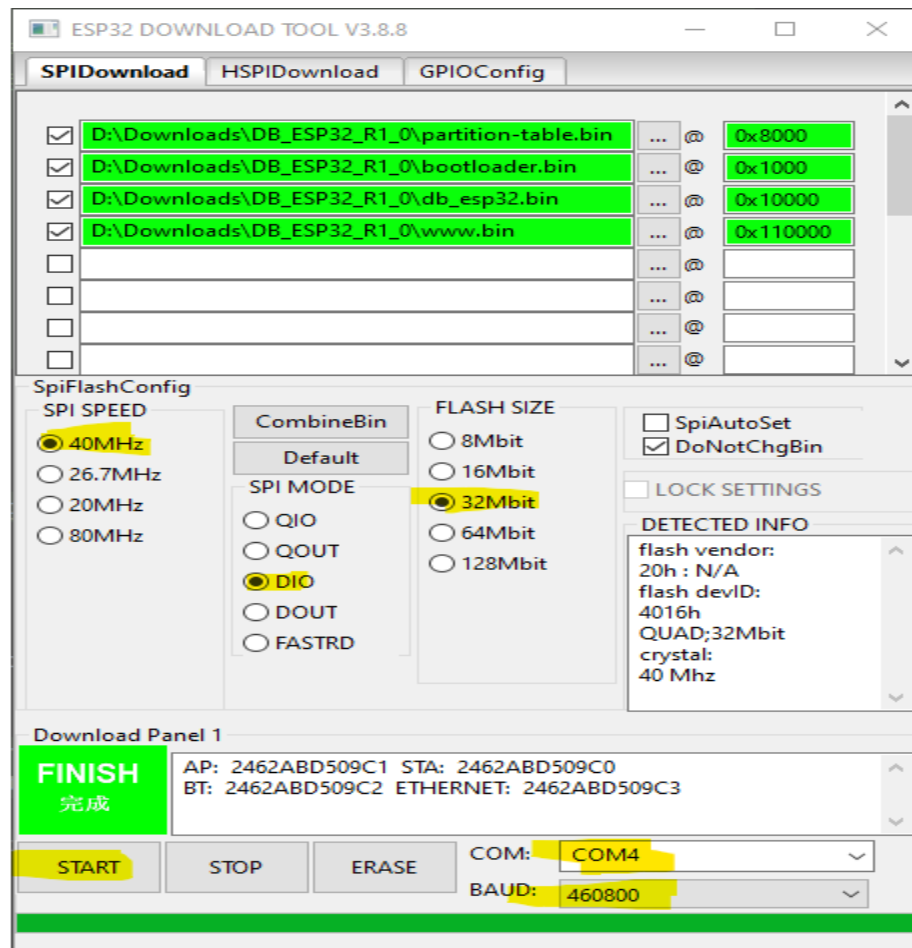 ESP32 DOWNLOAD TOOL V3.8.8
SPIDownload HSPIDownload GPIOConfig
D:\Downloads\DB_ESP32_R1_0\partition-table.bin ... @ 0x8000
D:\Downloads\DB_ESP32_R1_0\bootloader.bin ... @ 0x1000
D:\Downloads\DB_ESP32_R1_0\db_esp32.bin ... @ 0x10000
D:\Downloads\DB_ESP32_R1_0\www.bin ... @ 0x110000
... @
... @
... @
... @
SpiFlashConfig
SPI SPEED
40MHz
26.7MHz
20MHz
80MHz
CombineBin
Default
SPI MODE
QIO
QOUT
DIO
DOUT
FASTRD
FLASH SIZE
8Mbit
16Mbit
32Mbit
64Mbit
128Mbit
SpiAutoSet
DoNotChgBin
LOCK SETTINGS
DETECTED INFO
flash vendor:
20h : N/A
flash devID:
4016h
QUAD;32Mbit
crystal:
40 Mhz
Download Panel 1
FINISH
完成
AP: 2462ABD509C1 STA: 2462ABD509C0
BT: 2462ABD509C2 ETHERNET: 2462ABD509C3
START STOP ERASE
COM: COM4
BAUD: 460800